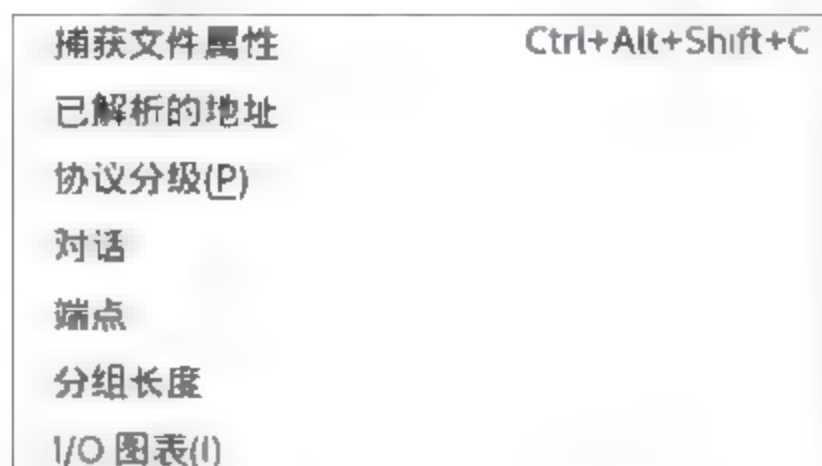 捕获文件属性 Ctrl+Alt+Shift+C
已解析的地址
协议分级(P)
对话
端点
分组长度
I/O 图表(I)